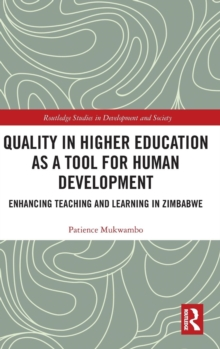 Routledge Studies in Development and Society
QUALITY IN HIGHER EDUCATION
AS A TOOL FOR HUMAN
DEVELOPMENT
ENHANCING TEACHING AND LEARNING IN ZIMBABWE
Patience Mukwambo
ROUTLEDGE